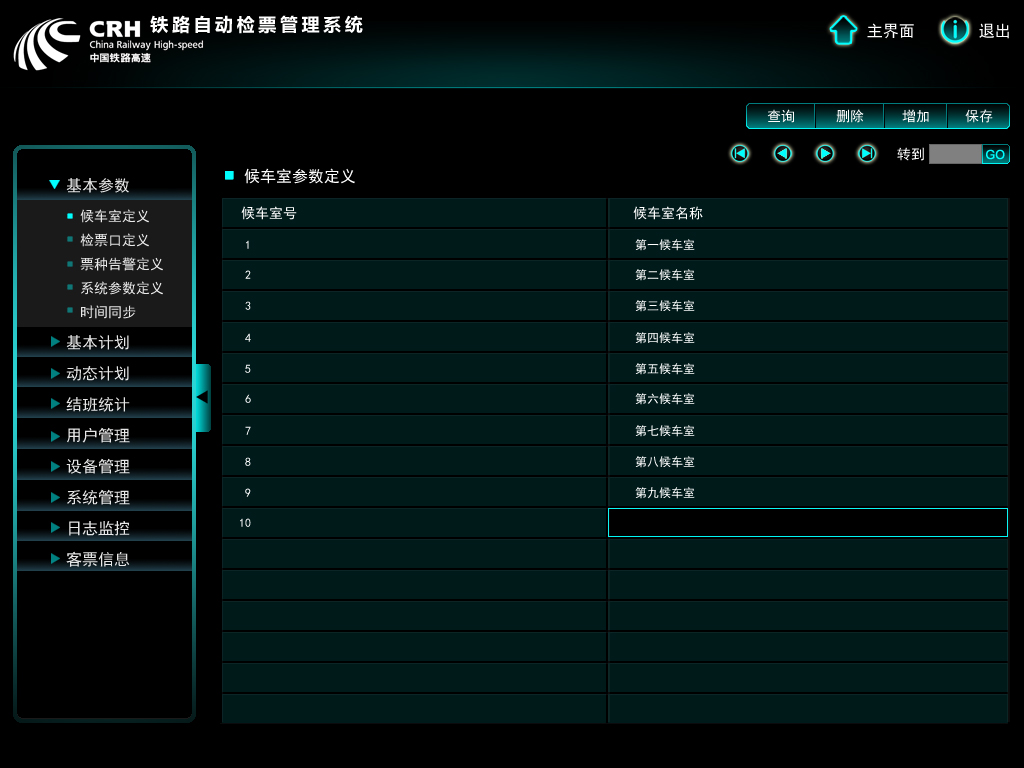 CRH 铁路自动检票管理系统
China Railway High-speed
中国铁路高速
主界面
退出
查询 删除 增加 保存
转到 GO
基本参数
候车室定义
检票口定义
票种告警定义
系统参数定义
时间同步
基本计划
动态计划
结班统计
用户管理
设备管理
系统管理
日志监控
客票信息
候车室参数定义
候车室号 候车室名称
1 第一候车室
2 第二候车室
3 第三候车室
4 第四候车室
5 第五候车室
6 第六候车室
7 第七候车室
8 第八候车室
9 第九候车室
10